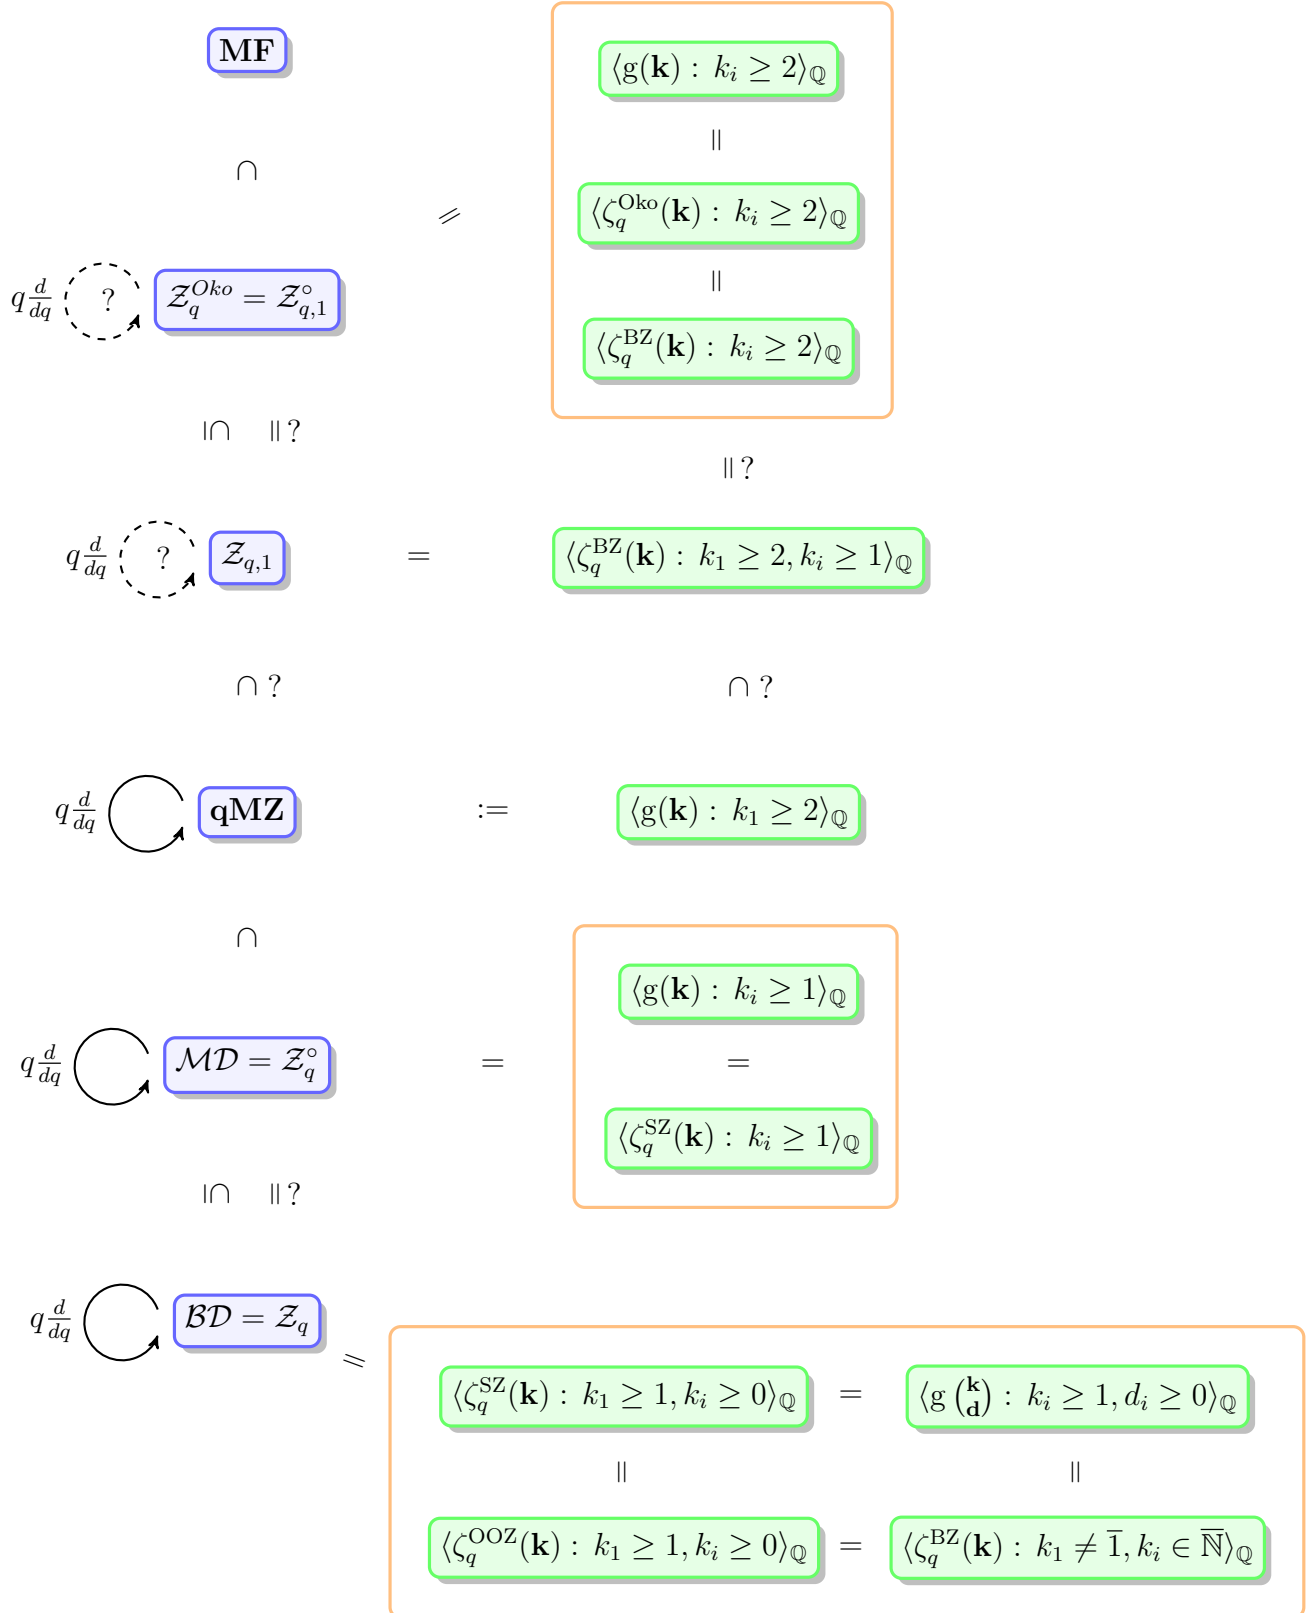 MF
⟨g(𝐤) : k_i ≥ 2⟩_ℚ
∩
||
⟨ζ_q^{Oko}(𝐤) : k_i ≥ 2⟩_ℚ
=
||
q d/dq ? 𝒵_q^{Oko} = 𝒵_{q,1}^∘
⟨ζ_q^{BZ}(𝐤) : k_i ≥ 2⟩_ℚ
|∩ || ?
|| ?
q d/dq ? 𝒵_{q,1} = ⟨ζ_q^{BZ}(𝐤) : k_1 ≥ 2, k_i ≥ 1⟩_ℚ
∩ ? ∩ ?
q d/dq qMZ := ⟨g(𝐤) : k_1 ≥ 2⟩_ℚ
∩
⟨g(𝐤) : k_i ≥ 1⟩_ℚ
q d/dq ℳ𝒟 = 𝒵_q^∘ = =
⟨ζ_q^{SZ}(𝐤) : k_i ≥ 1⟩_ℚ
|∩ || ?
q d/dq ℬ𝒟 = 𝒵_q
=
⟨ζ_q^{SZ}(𝐤) : k_1 ≥ 1, k_i ≥ 0⟩_ℚ = ⟨g (𝐤 𝐝) : k_i ≥ 1, d_i ≥ 0⟩_ℚ
|| ||
⟨ζ_q^{OOZ}(𝐤) : k_1 ≥ 1, k_i ≥ 0⟩_ℚ = ⟨ζ_q^{BZ}(𝐤) : k_1 ≠ 1̅, k_i ∈ ℕ̅⟩_ℚ